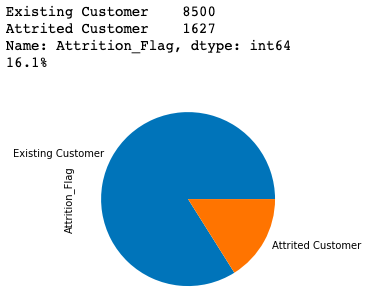 Existing Customer    8500
Attrited Customer    1627
Name: Attrition_Flag, dtype: int64
16.1%
Existing Customer
Attrition_Flag
Attrited Customer